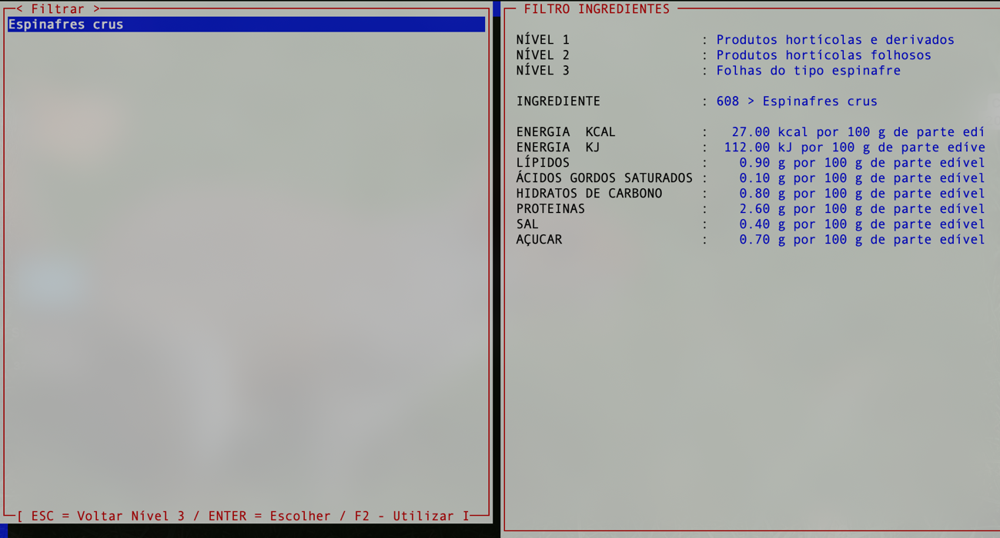 < Filtrar >
Espinafres crus
[ ESC = Voltar Nível 3 / ENTER = Escolher / F2 - Utilizar I
FILTRO INGREDIENTES
NÍVEL 1 : Produtos hortícolas e derivados
NÍVEL 2 : Produtos hortícolas folhosos
NÍVEL 3 : Folhas do tipo espinafre
INGREDIENTE : 608 > Espinafres crus
ENERGIA KCAL : 27.00 kcal por 100 g de parte edí
ENERGIA KJ : 112.00 kJ por 100 g de parte edíve
LÍPIDOS : 0.90 g por 100 g de parte edível
ÁCIDOS GORDOS SATURADOS : 0.10 g por 100 g de parte edível
HIDRATOS DE CARBONO : 0.80 g por 100 g de parte edível
PROTEINAS : 2.60 g por 100 g de parte edível
SAL : 0.40 g por 100 g de parte edível
AÇUCAR : 0.70 g por 100 g de parte edível